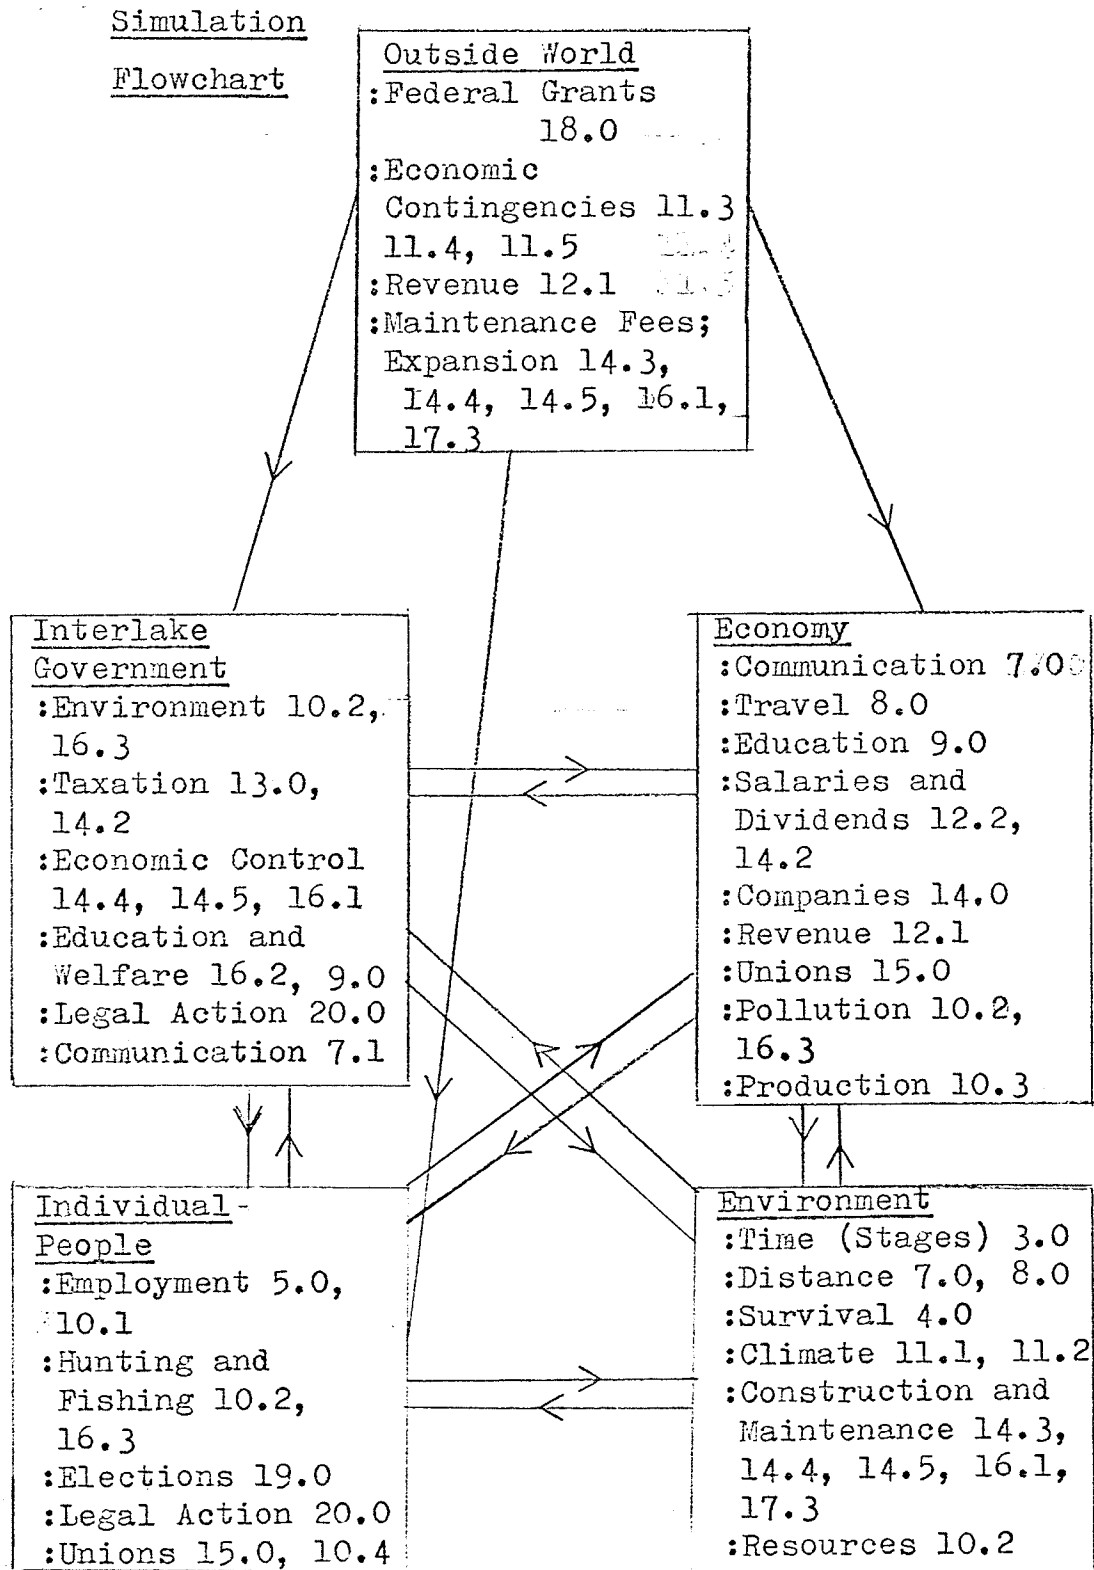 Simulation
Flowchart
Outside World
:Federal Grants
18.0
:Economic
Contingencies 11.3
11.4, 11.5 11.4
:Revenue 12.1 11.5
:Maintenance Fees;
Expansion 14.3,
14.4, 14.5, 16.1,
17.3
Interlake
Government
:Environment 10.2,
16.3
:Taxation 13.0,
14.2
:Economic Control
14.4, 14.5, 16.1
:Education and
Welfare 16.2, 9.0
:Legal Action 20.0
:Communication 7.1
Economy
:Communication 7.0
:Travel 8.0
:Education 9.0
:Salaries and
Dividends 12.2,
14.2
:Companies 14.0
:Revenue 12.1
:Unions 15.0
:Pollution 10.2,
16.3
:Production 10.3
Individual-
People
:Employment 5.0,
10.1
:Hunting and
Fishing 10.2,
16.3
:Elections 19.0
:Legal Action 20.0
:Unions 15.0, 10.4
Environment
:Time (Stages) 3.0
:Distance 7.0, 8.0
:Survival 4.0
:Climate 11.1, 11.2
:Construction and
Maintenance 14.3,
14.4, 14.5, 16.1,
17.3
:Resources 10.2